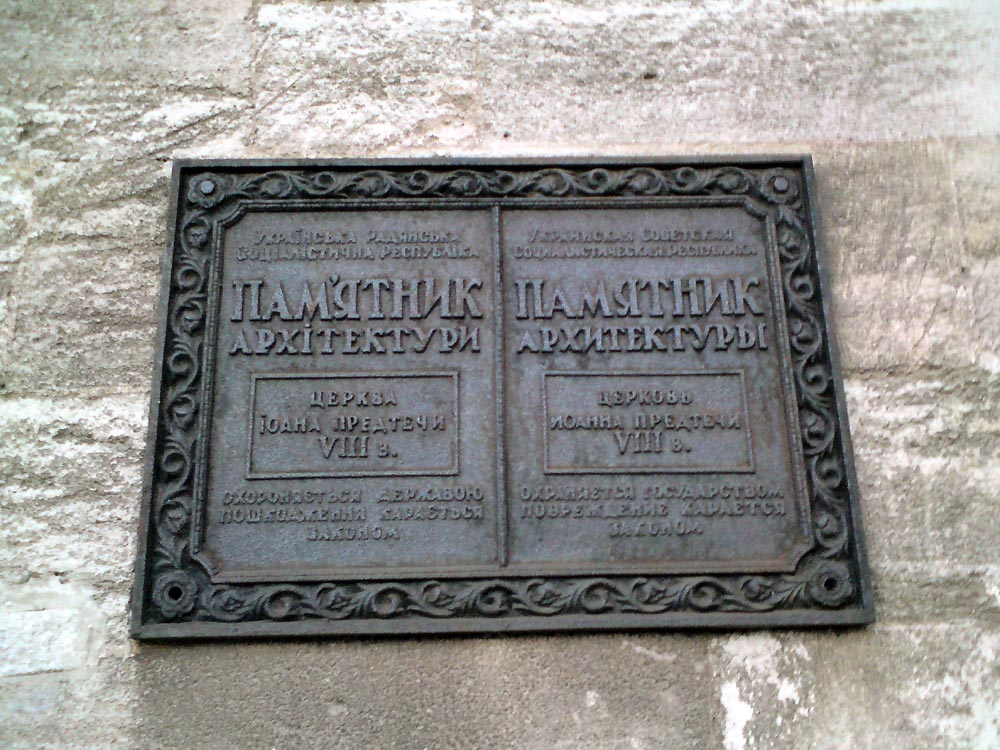 Українська Радянська
Соціалістична Республіка
Пам'ятник
архітектури
Церква
Іоана Предтечи
VIII в.
Охороняється державою
пошкодження карається
законом
Украинская Советская
Социалистическая Республика
Памятник
архитектуры
Церковь
Иоанна Предтечи
VIII в.
Охраняется государством
повреждение карается
законом